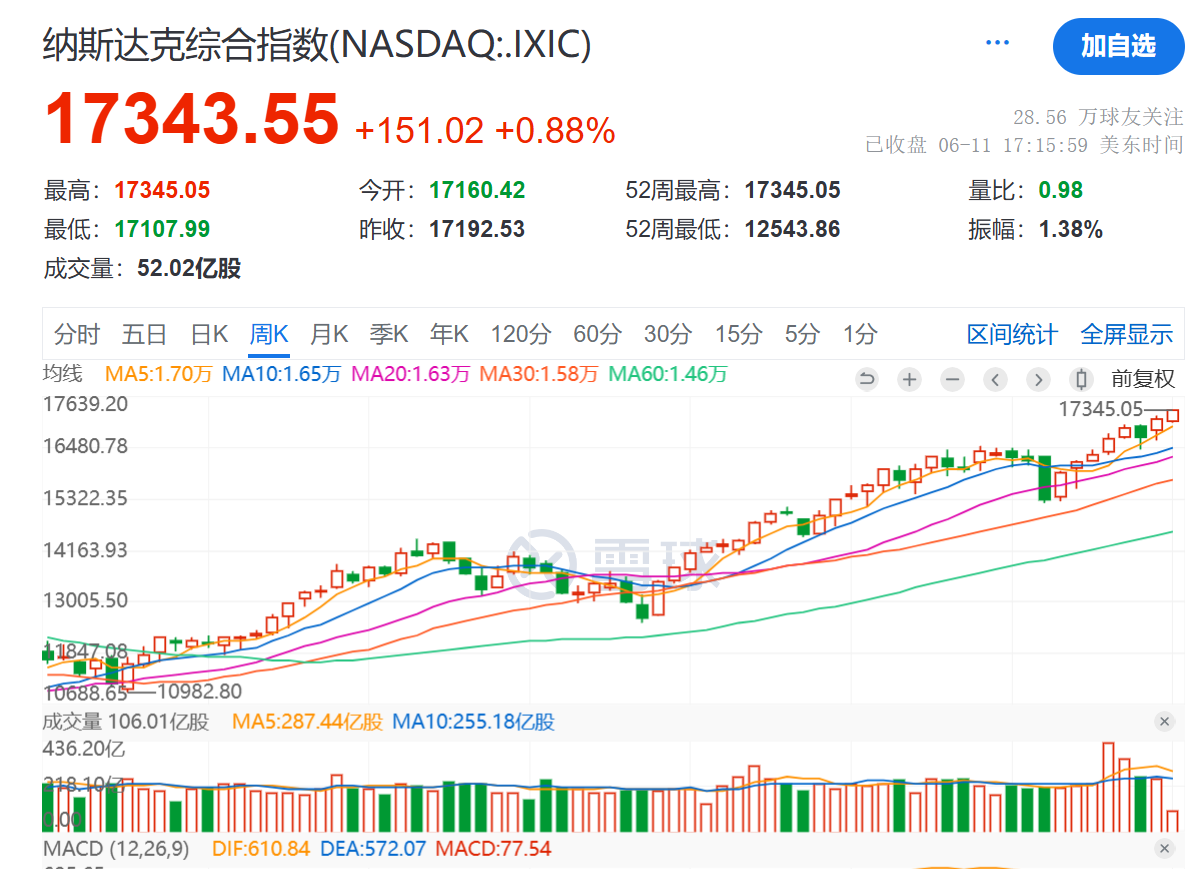 纳斯达克综合指数(NASDAQ:.IXIC)
... 加自选
17343.55 +151.02 +0.88%
28.56 万球友关注
已收盘 06-11 17:15:59 美东时间
最高：17345.05 今开：17160.42 52周最高：17345.05 量比：0.98
最低：17107.99 昨收：17192.53 52周最低：12543.86 振幅：1.38%
成交量：52.02亿股
分时 五日 日K 周K 月K 季K 年K 120分 60分 30分 15分 5分 1分 区间统计 全屏显示
均线 MA5:1.70万 MA10:1.65万 MA20:1.63万 MA30:1.58万 MA60:1.46万 前复权
17639.20
17345.05
16480.78
15322.35
14163.93
雪球
13005.50
11847.08
10688.65
10982.80
成交量 106.01亿股 MA5:287.44亿股 MA10:255.18亿股
436.20亿
218.10亿
0.00
MACD (12,26,9) DIF:610.84 DEA:572.07 MACD:77.54